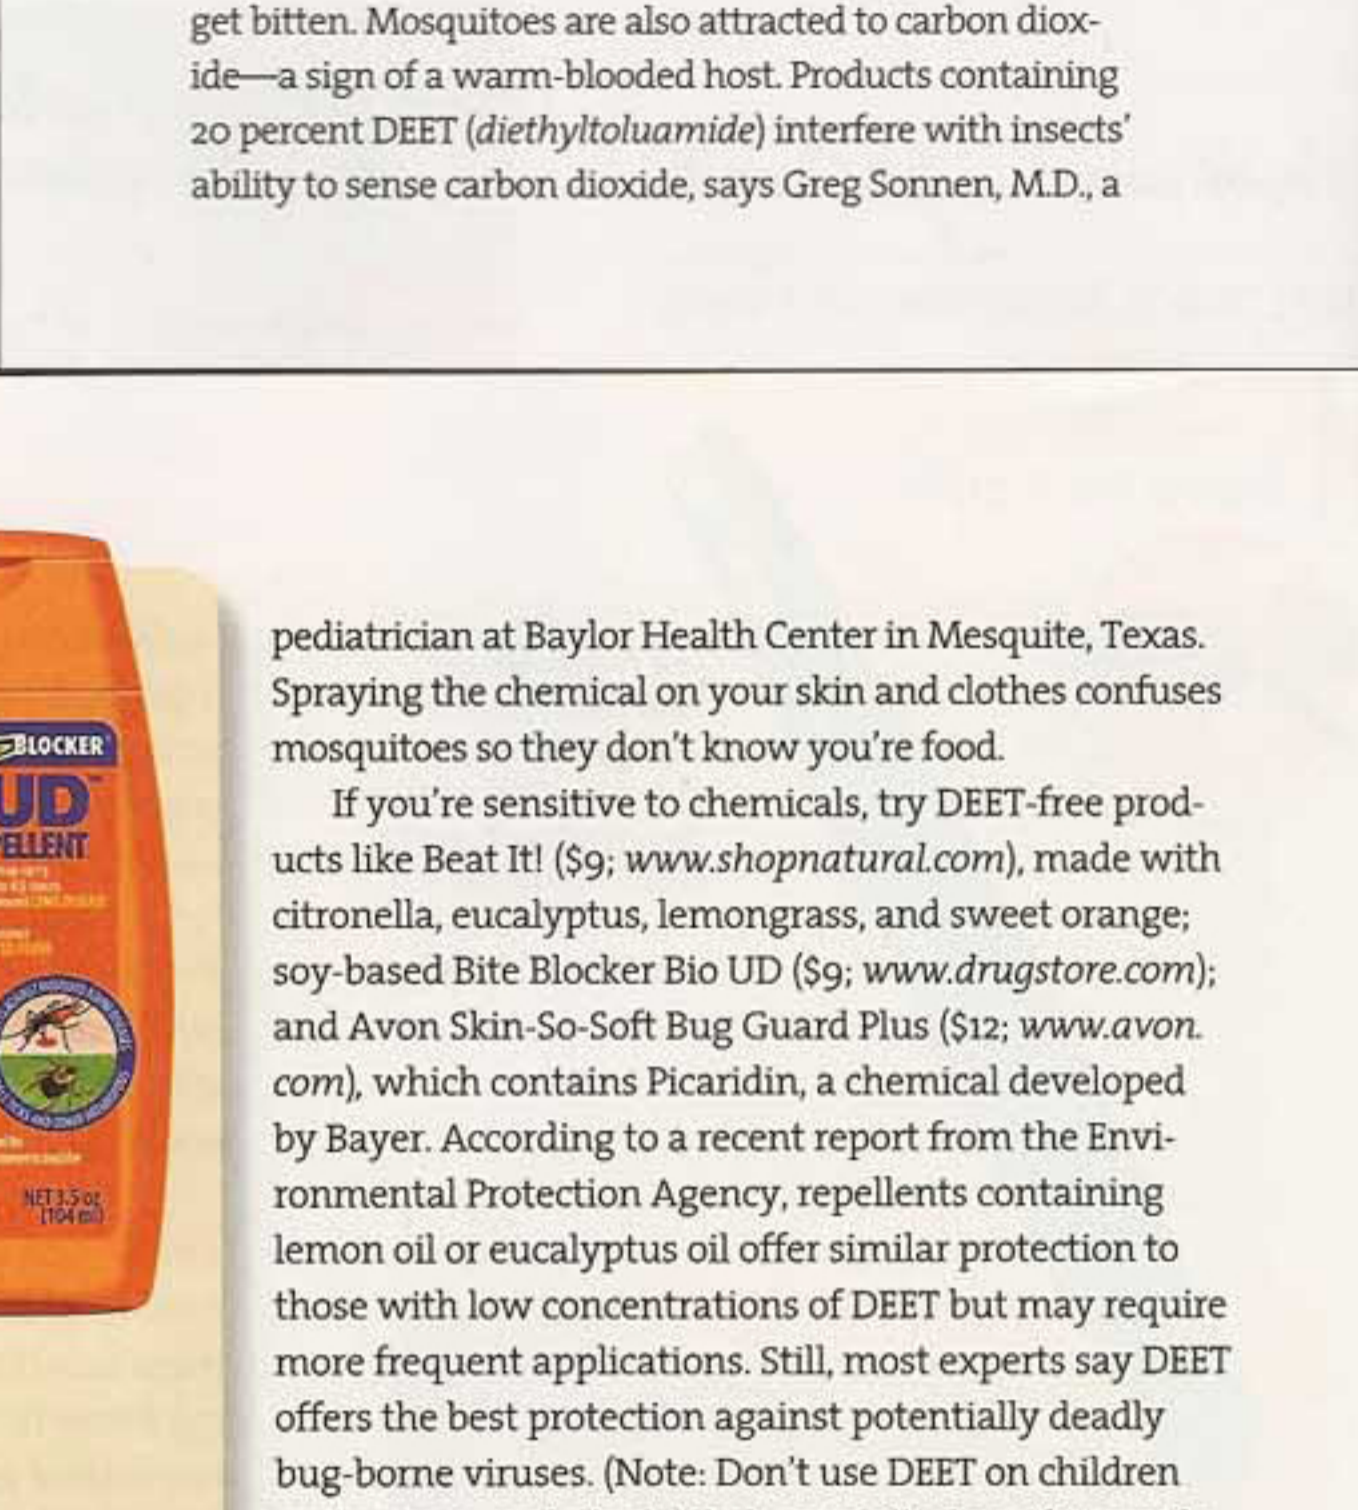 get bitten. Mosquitoes are also attracted to carbon diox-
ide—a sign of a warm-blooded host. Products containing
20 percent DEET (diethyltoluamide) interfere with insects'
ability to sense carbon dioxide, says Greg Sonnen, M.D., a
pediatrician at Baylor Health Center in Mesquite, Texas.
Spraying the chemical on your skin and clothes confuses
mosquitoes so they don't know you're food.
If you're sensitive to chemicals, try DEET-free prod-
ucts like Beat It! ($9; www.shopnatural.com), made with
citronella, eucalyptus, lemongrass, and sweet orange;
soy-based Bite Blocker Bio UD ($9; www.drugstore.com);
and Avon Skin-So-Soft Bug Guard Plus ($12; www.avon.
com), which contains Picaridin, a chemical developed
by Bayer. According to a recent report from the Envi-
ronmental Protection Agency, repellents containing
lemon oil or eucalyptus oil offer similar protection to
those with low concentrations of DEET but may require
more frequent applications. Still, most experts say DEET
offers the best protection against potentially deadly
bug-borne viruses. (Note: Don't use DEET on children
BLOCKER
UD™
PELLENT
NET 3.5 oz
(104 ml)